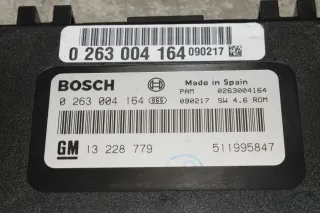 0 263 004 164 090217
BOSCH Made in Spain
PAM 0263004164
0 263 004 164 965 090217 SW 4.6 ROM
GM 13 228 779 511995847